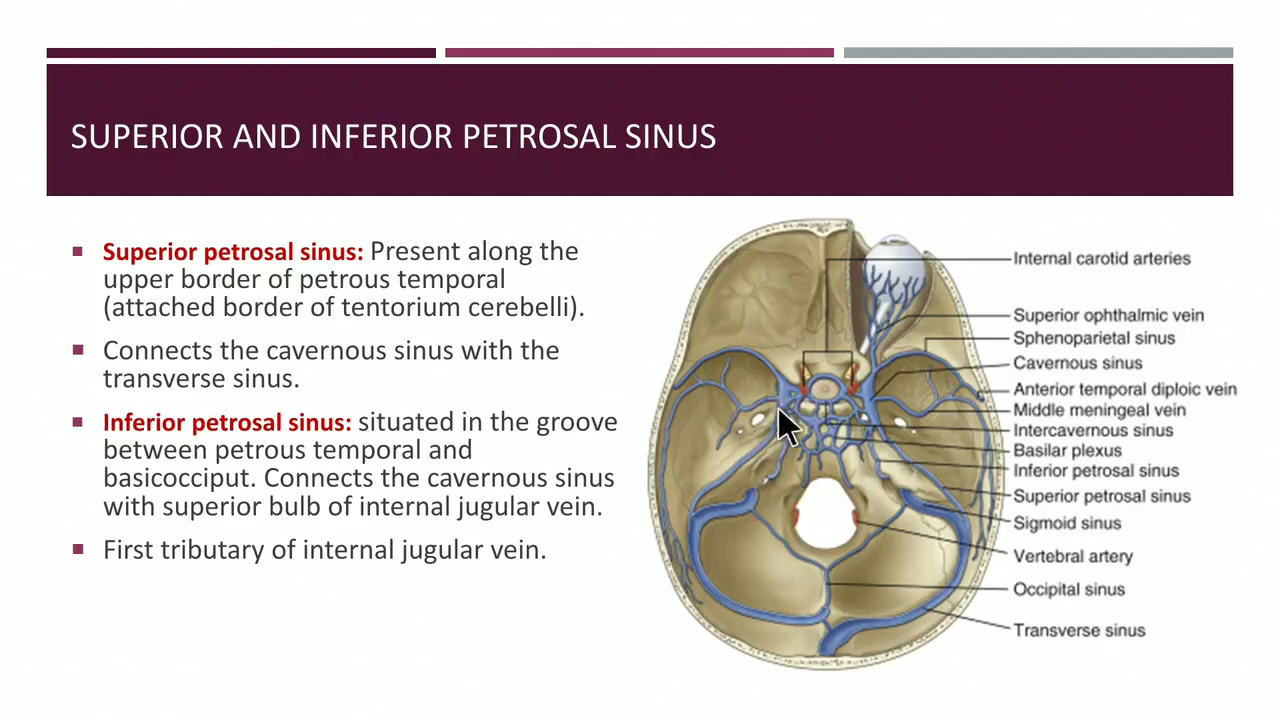 SUPERIOR AND INFERIOR PETROSAL SINUS
Superior petrosal sinus: Present along the
upper border of petrous temporal
(attached border of tentorium cerebelli).
Connects the cavernous sinus with the
transverse sinus.
Inferior petrosal sinus: situated in the groove
between petrous temporal and
basicocciput. Connects the cavernous sinus
with superior bulb of internal jugular vein.
First tributary of internal jugular vein.
Internal carotid arteries
Superior ophthalmic vein
Sphenoparietal sinus
Cavernous sinus
Anterior temporal diploic vein
Middle meningeal vein
Intercavernous sinus
Basilar plexus
Inferior petrosal sinus
Superior petrosal sinus
Sigmoid sinus
Vertebral artery
Occipital sinus
Transverse sinus